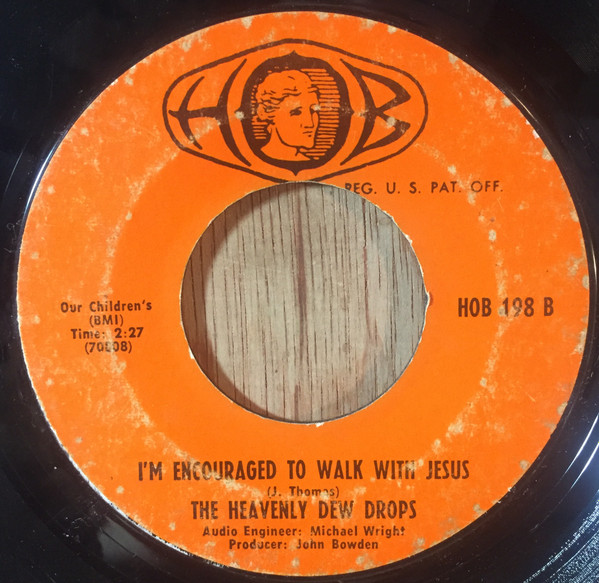 HOB
REG. U. S. PAT. OFF.
Our Children's
(BMI)
Time: 2:27
(70008)
HOB 198 B
I'M ENCOURAGED TO WALK WITH JESUS
(J. Thomas)
THE HEAVENLY DEW DROPS
Audio Engineer: Michael Wright
Producer: John Bowden